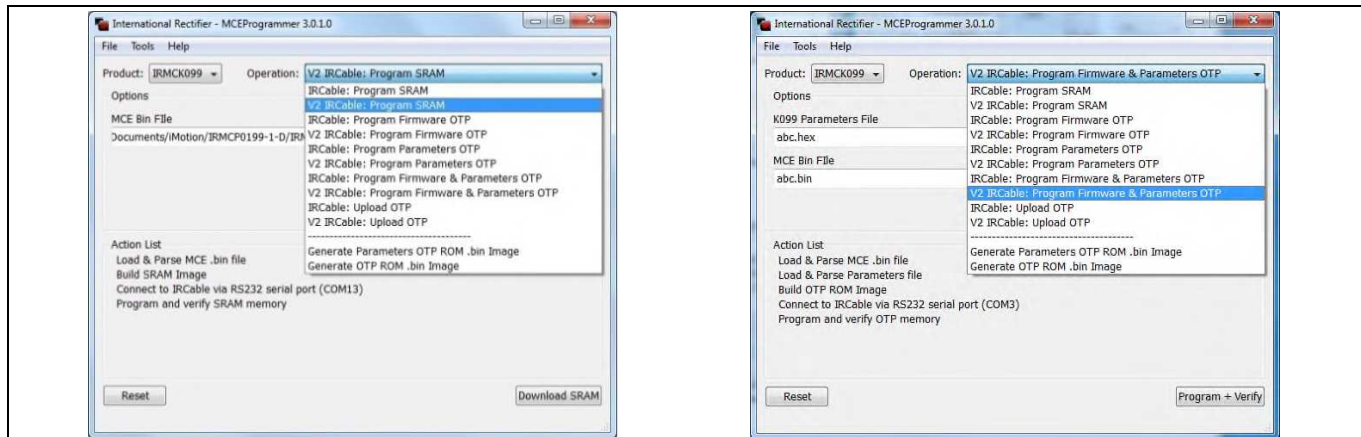 International Rectifier - MCEProgrammer 3.0.1.0
File Tools Help
Product: IRMCK099 Operation: V2 IRCable: Program SRAM
IRCable: Program SRAM
V2 IRCable: Program SRAM
IRCable: Program Firmware OTP
V2 IRCable: Program Firmware OTP
IRCable: Program Parameters OTP
V2 IRCable: Program Parameters OTP
IRCable: Program Firmware & Parameters OTP
V2 IRCable: Program Firmware & Parameters OTP
IRCable: Upload OTP
V2 IRCable: Upload OTP
----------------------------------------
Generate Parameters OTP ROM .bin Image
Generate OTP ROM .bin Image
Options
MCE Bin File
Documents/iMotion/IRMCP0199-1-D/IRM
Action List
Load & Parse MCE .bin file
Build SRAM Image
Connect to IRCable via RS232 serial port (COM13)
Program and verify SRAM memory
Reset Download SRAM
International Rectifier - MCEProgrammer 3.0.1.0
File Tools Help
Product: IRMCK099 Operation: V2 IRCable: Program Firmware & Parameters OTP
IRCable: Program SRAM
V2 IRCable: Program SRAM
IRCable: Program Firmware OTP
V2 IRCable: Program Firmware OTP
IRCable: Program Parameters OTP
V2 IRCable: Program Parameters OTP
IRCable: Program Firmware & Parameters OTP
V2 IRCable: Program Firmware & Parameters OTP
IRCable: Upload OTP
V2 IRCable: Upload OTP
----------------------------------------
Generate Parameters OTP ROM .bin Image
Generate OTP ROM .bin Image
Options
K099 Parameters File
abc.hex
MCE Bin File
abc.bin
Action List
Load & Parse MCE .bin file
Load & Parse Parameters file
Build OTP ROM Image
Connect to IRCable via RS232 serial port (COM3)
Program and verify OTP memory
Reset Program + Verify